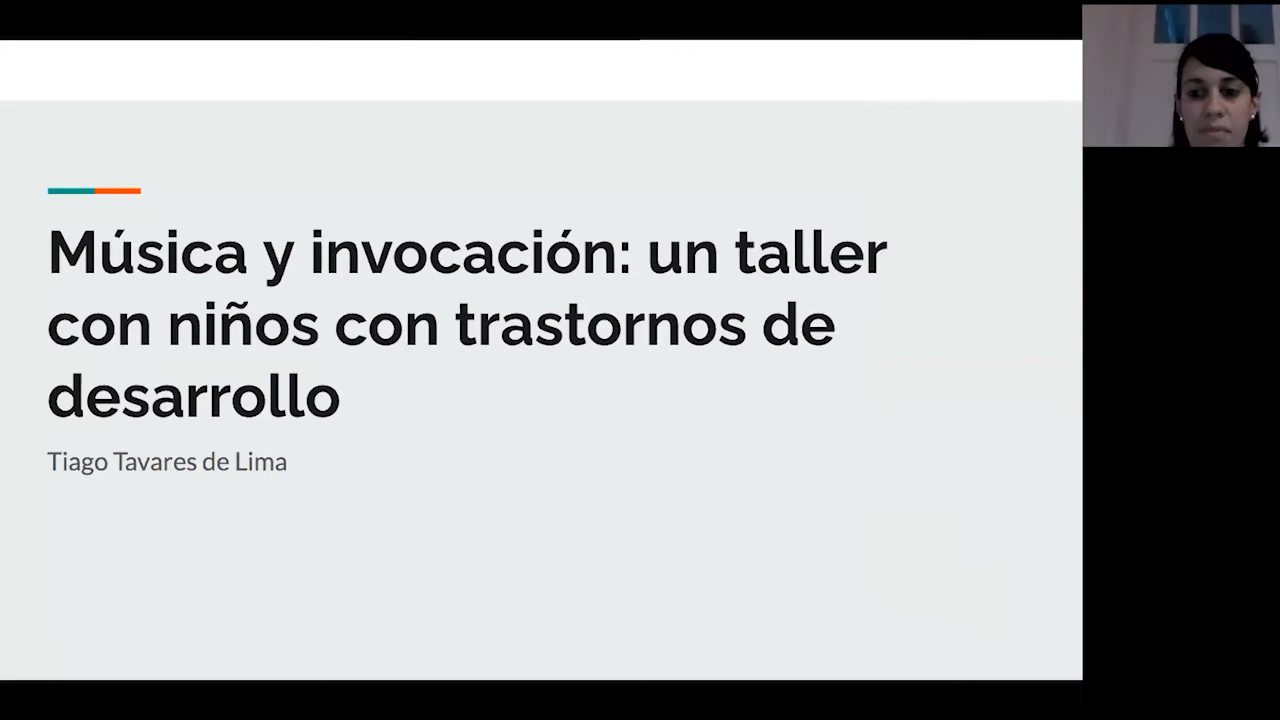 Música y invocación: un taller
con niños con trastornos de
desarrollo
Tiago Tavares de Lima